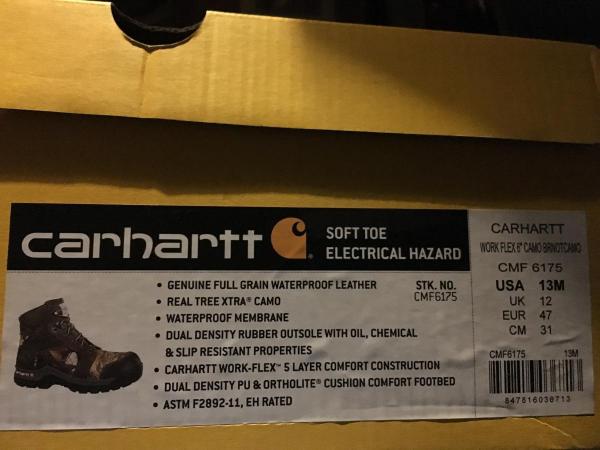 carhartt
SOFT TOE
ELECTRICAL HAZARD
• GENUINE FULL GRAIN WATERPROOF LEATHER
• REAL TREE XTRA® CAMO
• WATERPROOF MEMBRANE
• DUAL DENSITY RUBBER OUTSOLE WITH OIL, CHEMICAL
& SLIP RESISTANT PROPERTIES
• CARHARTT WORK-FLEX™ 5 LAYER COMFORT CONSTRUCTION
• DUAL DENSITY PU & ORTHOLITE® CUSHION COMFORT FOOTBED
• ASTM F2892-11, EH RATED
STK. NO.
CMF6175
CARHARTT
WORK FLEX 6" CAMO BRNOTCAMO
CMF 6175
USA 13M
UK 12
EUR 47
CM 31
CMF6175 13M
847816038713